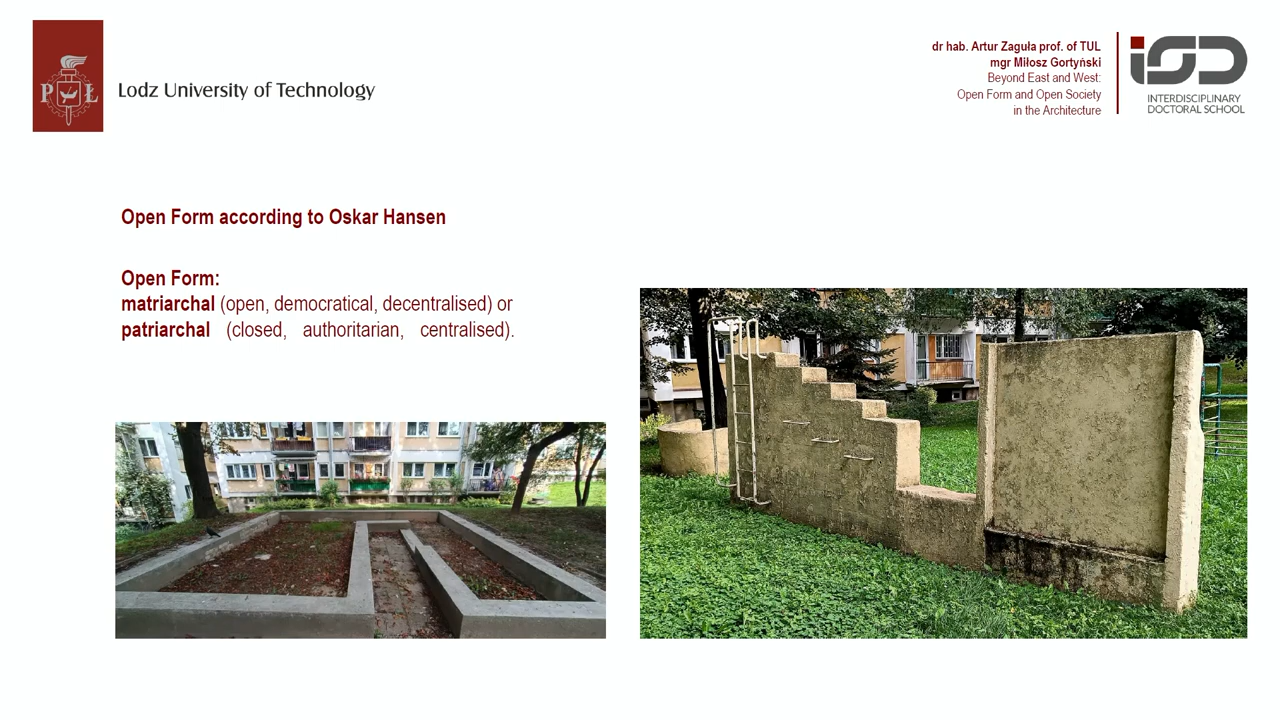 P Ł
Lodz University of Technology
dr hab. Artur Zaguła prof. of TUL
mgr Miłosz Gortyński
Beyond East and West:
Open Form and Open Society
in the Architecture
ISD
INTERDISCIPLINARY
DOCTORAL SCHOOL
Open Form according to Oskar Hansen
Open Form:
matriarchal (open, democratical, decentralised) or
patriarchal (closed, authoritarian, centralised).